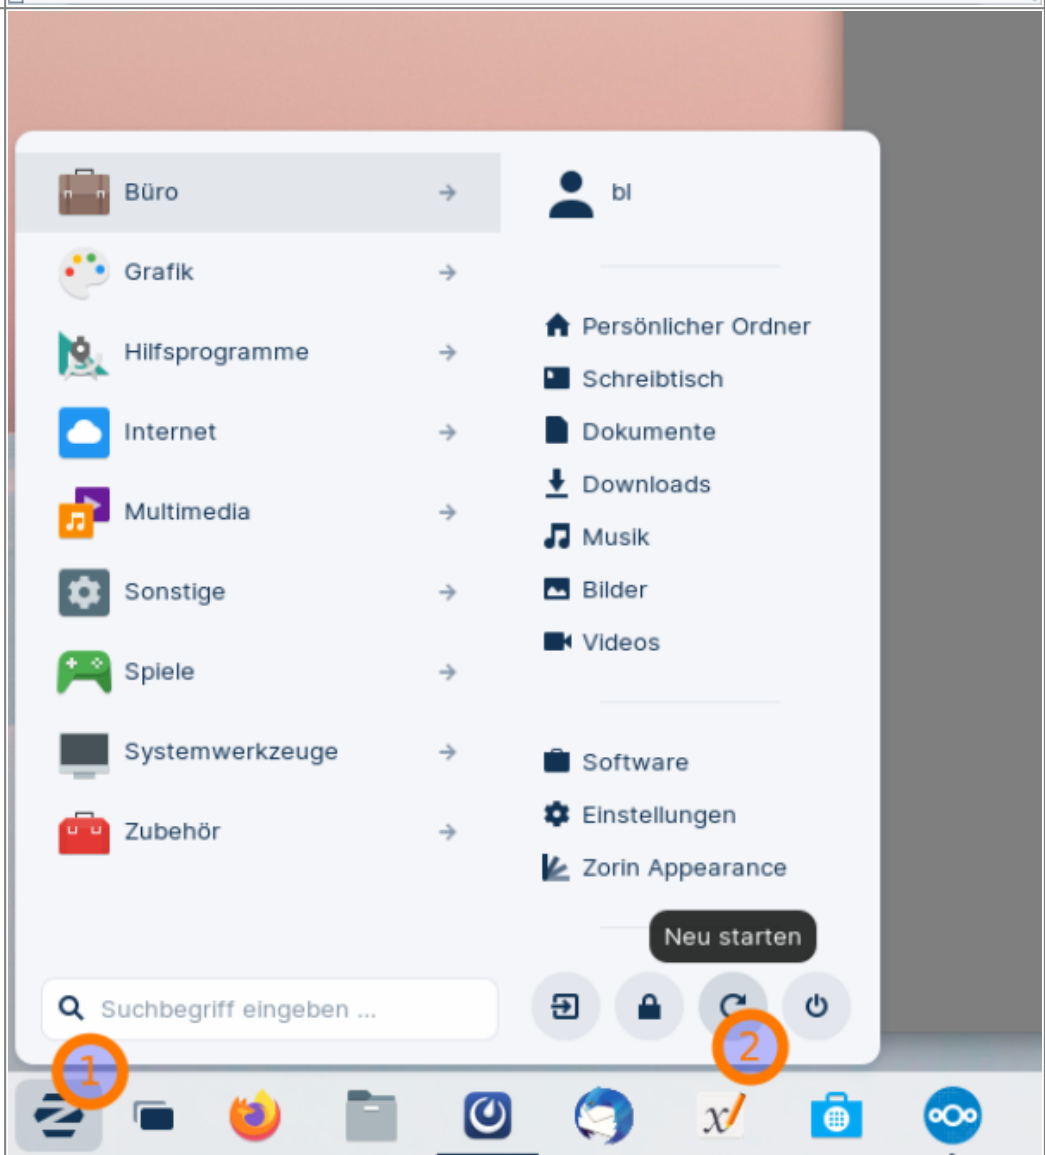 Büro
Grafik
Hilfsprogramme
Internet
Multimedia
Sonstige
Spiele
Systemwerkzeuge
Zubehör
Suchbegriff eingeben ...
bl
Persönlicher Ordner
Schreibtisch
Dokumente
Downloads
Musik
Bilder
Videos
Software
Einstellungen
Zorin Appearance
Neu starten
1
2